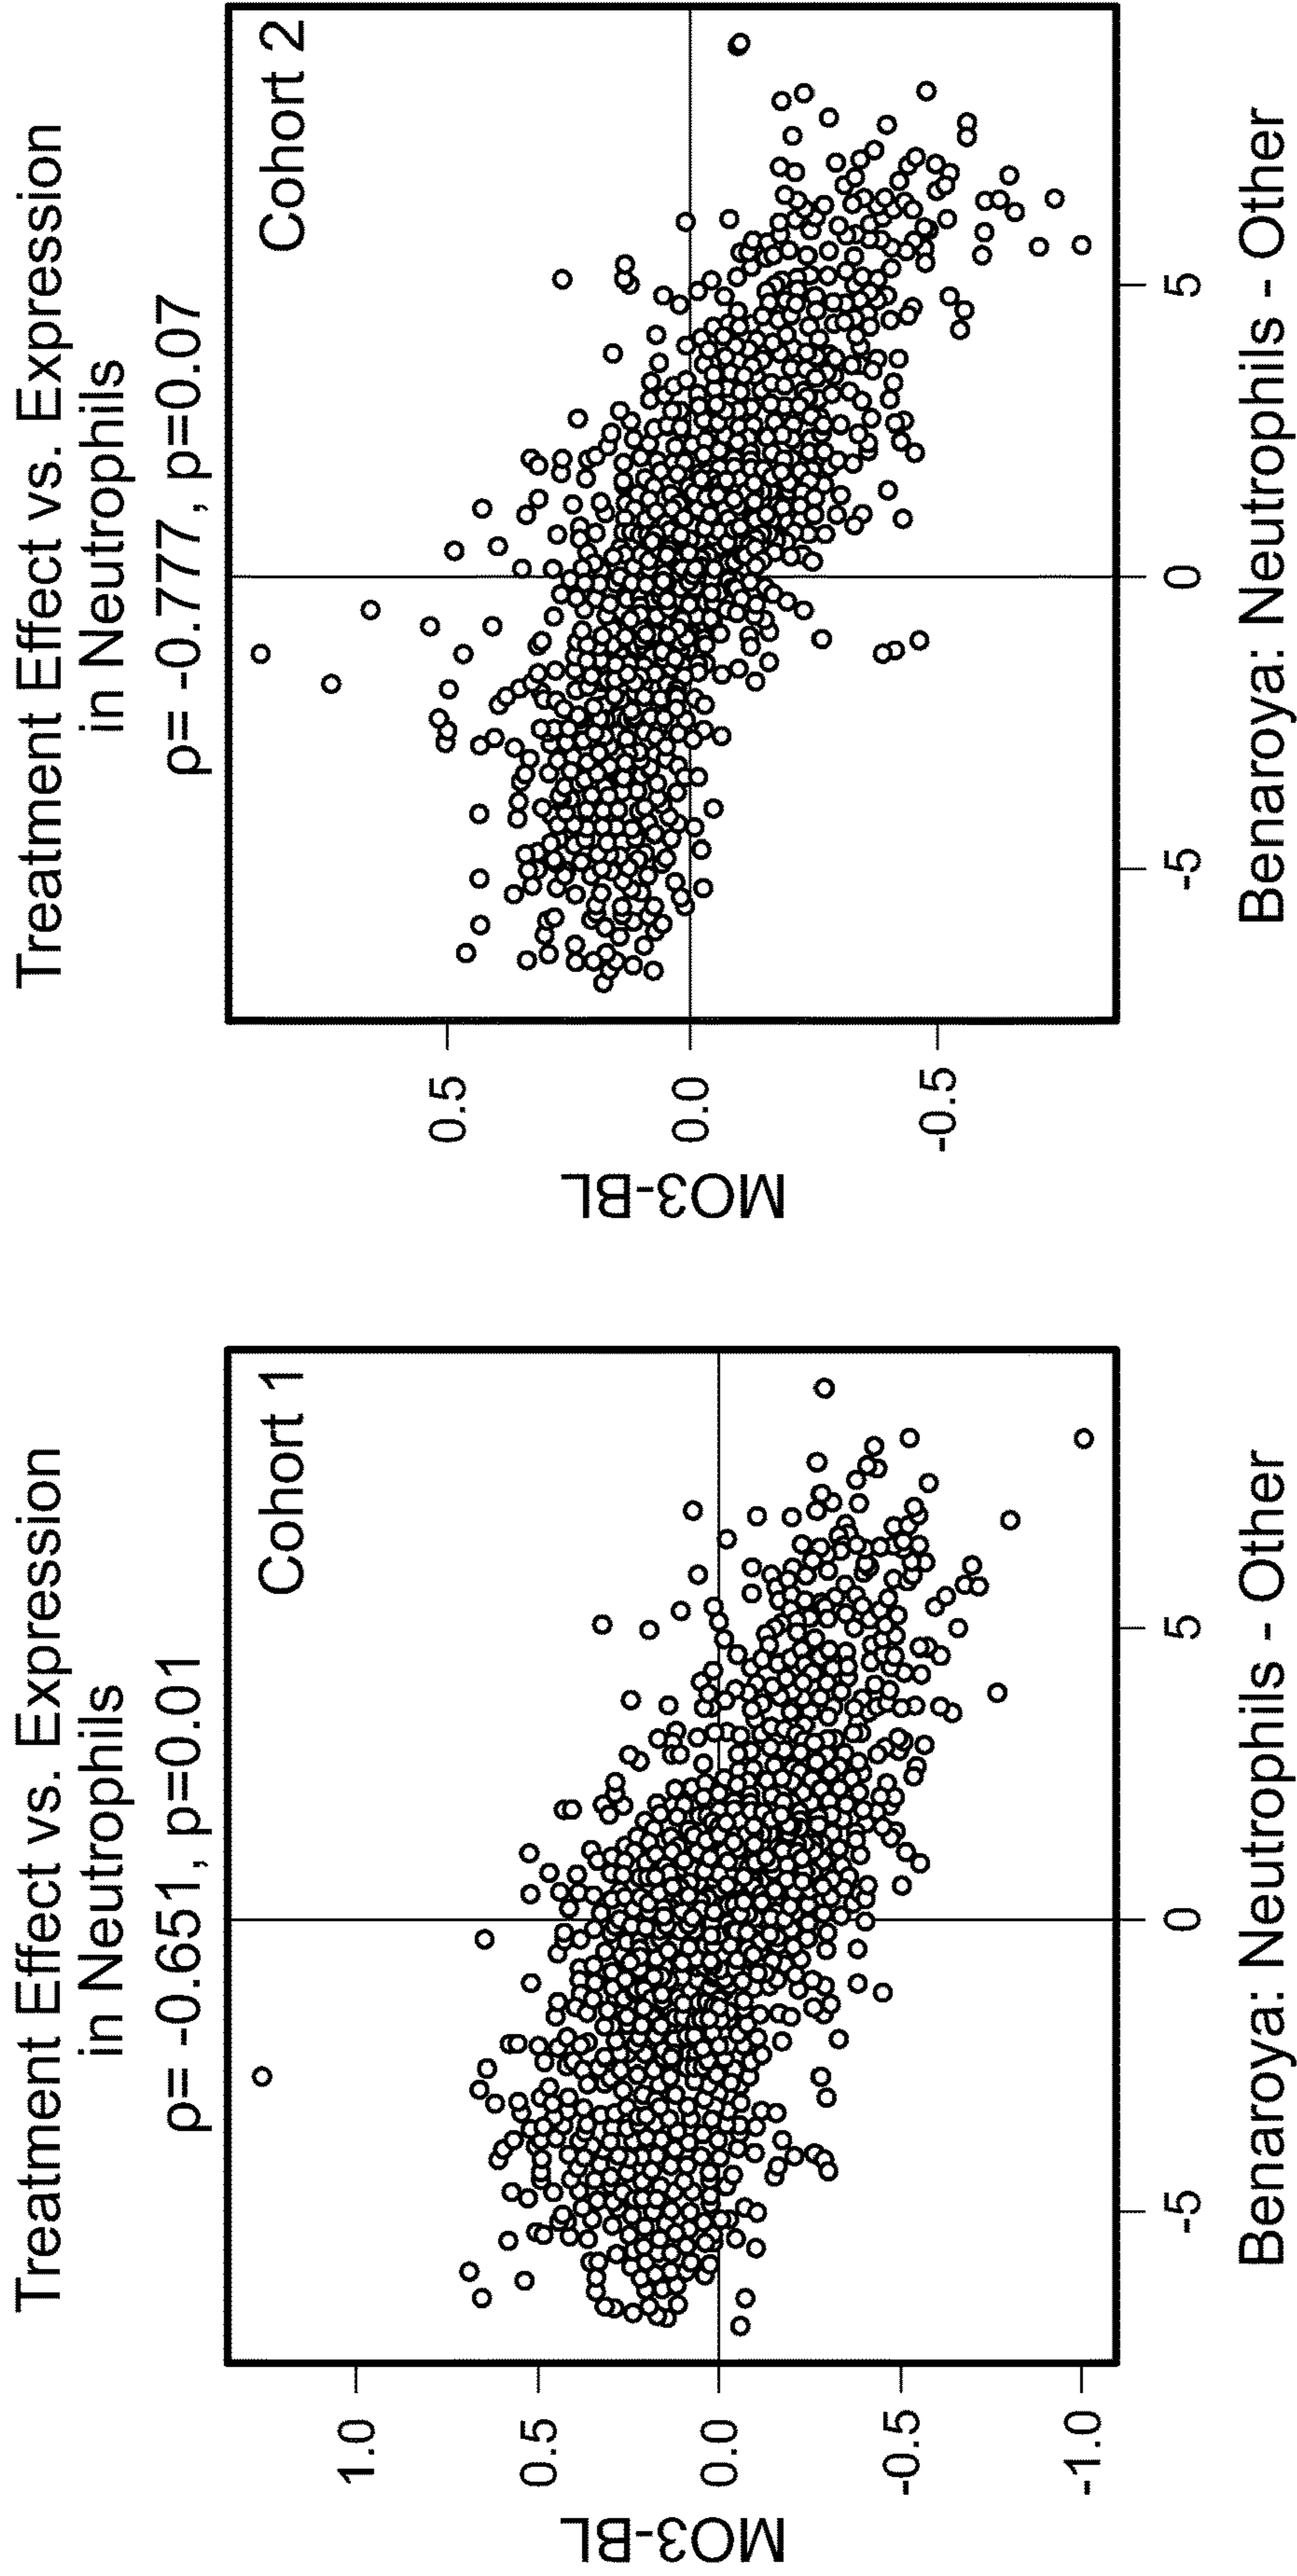 Treatment Effect vs. Expression
in Neutrophils
ρ= -0.651, p=0.01
Cohort 1
1.0
0.5
0.0
-0.5
-1.0
MO3-BL
-5
0
5
Benaroya: Neutrophils - Other
Treatment Effect vs. Expression
in Neutrophils
ρ= -0.777, p=0.07
Cohort 2
0.5
0.0
-0.5
MO3-BL
-5
0
5
Benaroya: Neutrophils - Other